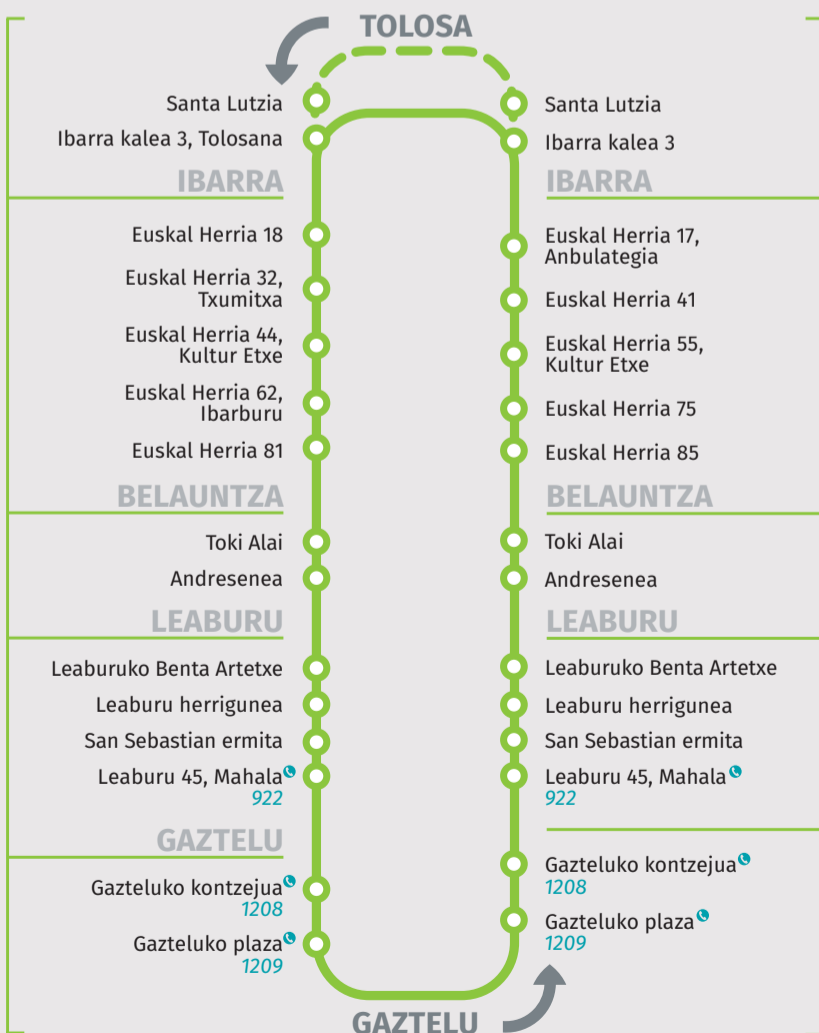 TOLOSA
Santa Lutzia
Ibarra kalea 3, Tolosana
IBARRA
Euskal Herria 18
Euskal Herria 32,
Txumitxa
Euskal Herria 44,
Kultur Etxe
Euskal Herria 62,
Ibarburu
Euskal Herria 81
BELAUNTZA
Toki Alai
Andresenea
LEABURU
Leaburuko Benta Artetxe
Leaburu herrigunea
San Sebastian ermita
Leaburu 45, Mahala
922
GAZTELU
Gazteluko kontzejua
1208
Gazteluko plaza
1209
Santa Lutzia
Ibarra kalea 3
IBARRA
Euskal Herria 17,
Anbulategia
Euskal Herria 41
Euskal Herria 55,
Kultur Etxe
Euskal Herria 75
Euskal Herria 85
BELAUNTZA
Toki Alai
Andresenea
LEABURU
Leaburuko Benta Artetxe
Leaburu herrigunea
San Sebastian ermita
Leaburu 45, Mahala
922
Gazteluko kontzejua
1208
Gazteluko plaza
1209
GAZTELU